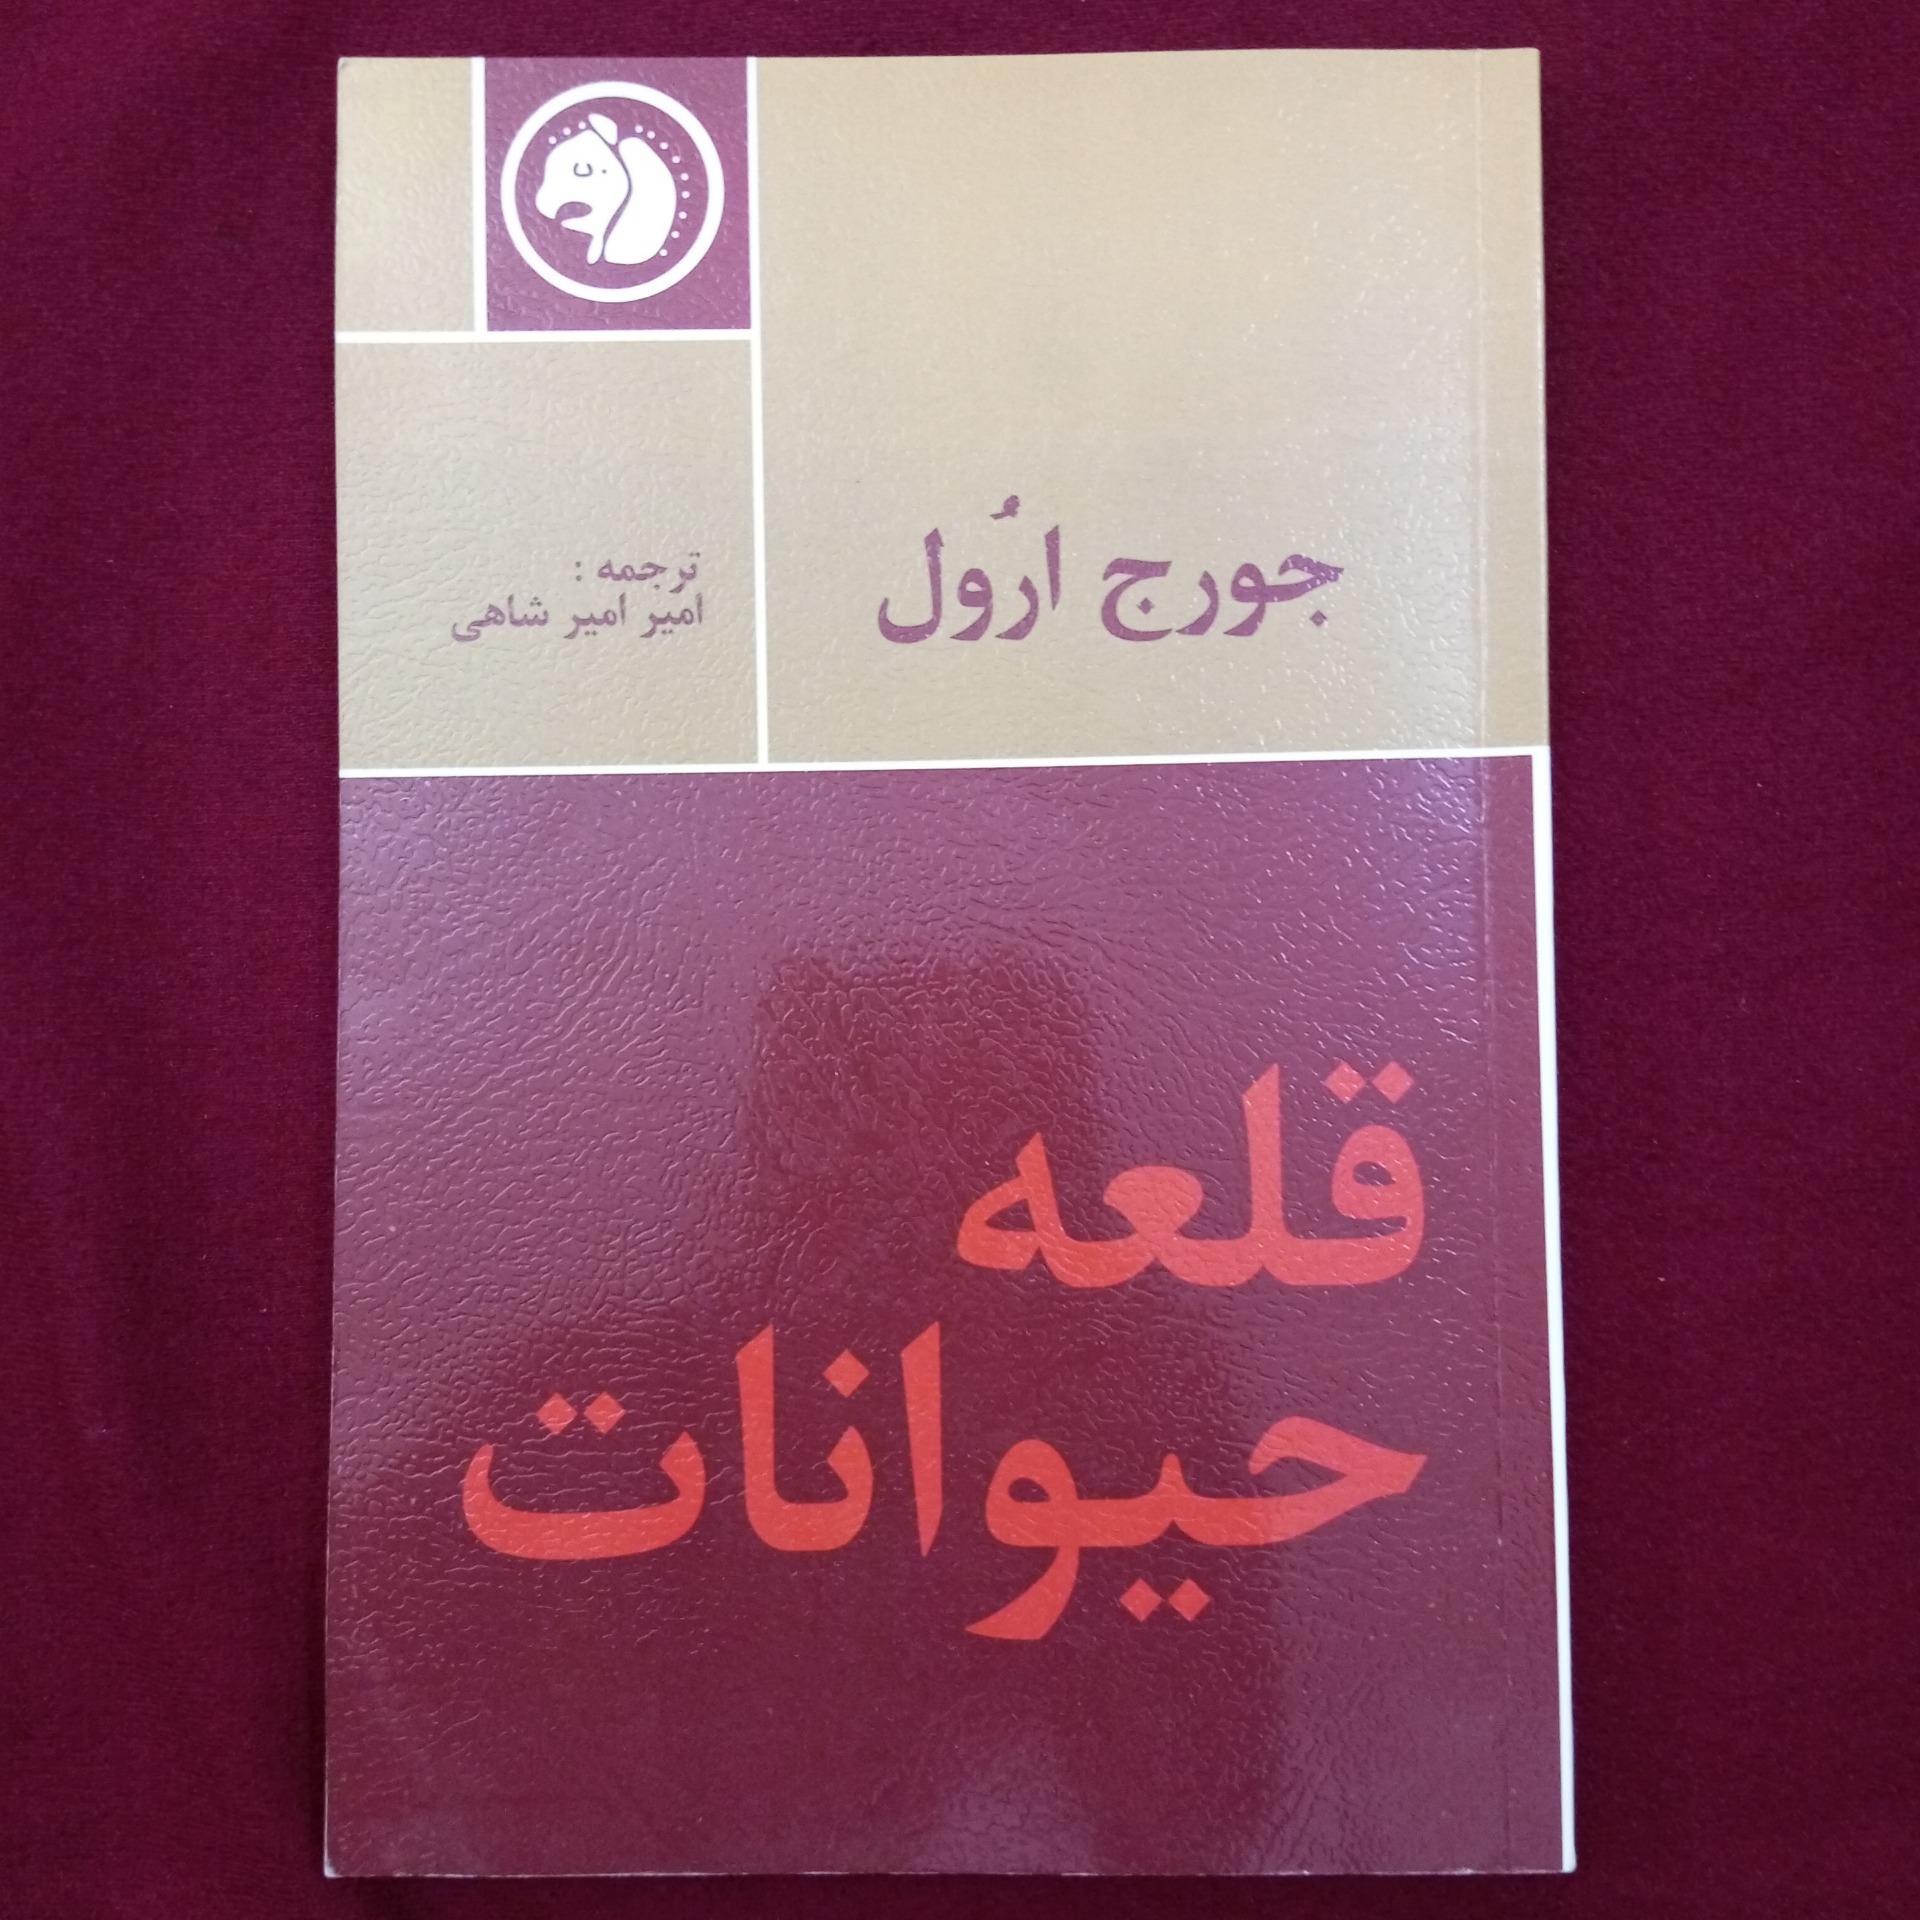 جورج ارُول
ترجمه :
امیر امیر شاهی
قلعه
حیوانات